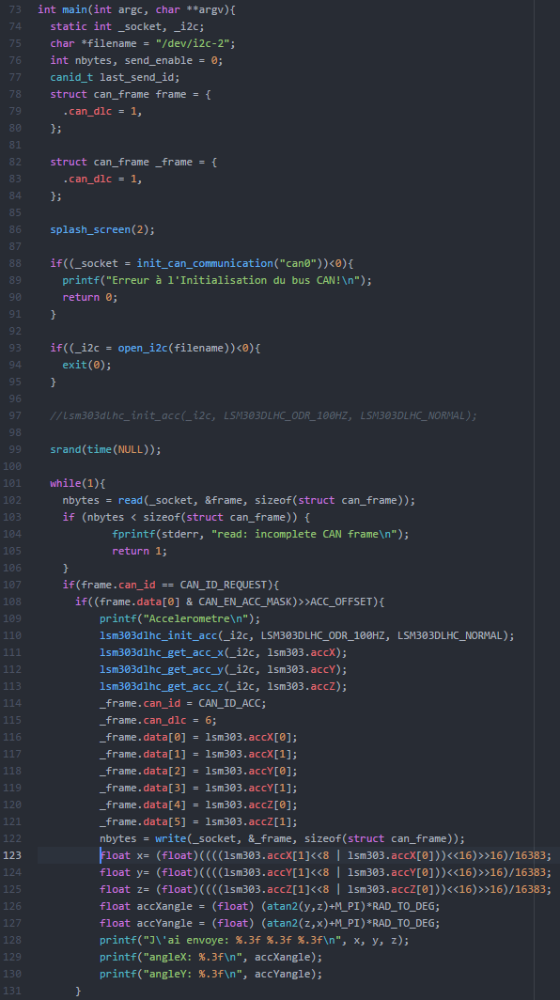 73 int main(int argc, char **argv){
74   static int _socket, _i2c;
75   char *filename = "/dev/i2c-2";
76   int nbytes, send_enable = 0;
77   canid_t last_send_id;
78   struct can_frame frame = {
79     .can_dlc = 1,
80   };
81
82   struct can_frame _frame = {
83     .can_dlc = 1,
84   };
85
86   splash_screen(2);
87
88   if((_socket = init_can_communication("can0"))<0){
89     printf("Erreur à l'Initialisation du bus CAN!\n");
90     return 0;
91   }
92
93   if((_i2c = open_i2c(filename))<0){
94     exit(0);
95   }
96
97   //lsm303dlhc_init_acc(_i2c, LSM303DLHC_ODR_100HZ, LSM303DLHC_NORMAL);
98
99   srand(time(NULL));
100
101   while(1){
102     nbytes = read(_socket, &frame, sizeof(struct can_frame));
103     if (nbytes < sizeof(struct can_frame)) {
104             fprintf(stderr, "read: incomplete CAN frame\n");
105             return 1;
106     }
107     if(frame.can_id == CAN_ID_REQUEST){
108       if((frame.data[0] & CAN_EN_ACC_MASK)>>ACC_OFFSET){
109           printf("Accelerometre\n");
110           lsm303dlhc_init_acc(_i2c, LSM303DLHC_ODR_100HZ, LSM303DLHC_NORMAL);
111           lsm303dlhc_get_acc_x(_i2c, lsm303.accX);
112           lsm303dlhc_get_acc_y(_i2c, lsm303.accY);
113           lsm303dlhc_get_acc_z(_i2c, lsm303.accZ);
114           _frame.can_id = CAN_ID_ACC;
115           _frame.can_dlc = 6;
116           _frame.data[0] = lsm303.accX[0];
117           _frame.data[1] = lsm303.accX[1];
118           _frame.data[2] = lsm303.accY[0];
119           _frame.data[3] = lsm303.accY[1];
120           _frame.data[4] = lsm303.accZ[0];
121           _frame.data[5] = lsm303.accZ[1];
122           nbytes = write(_socket, &_frame, sizeof(struct can_frame));
123           float x= (float)((((lsm303.accX[1]<<8 | lsm303.accX[0]))<<16)>>16)/16383;
124           float y= (float)((((lsm303.accY[1]<<8 | lsm303.accY[0]))<<16)>>16)/16383;
125           float z= (float)((((lsm303.accZ[1]<<8 | lsm303.accZ[0]))<<16)>>16)/16383;
126           float accXangle = (float) (atan2(y,z)+M_PI)*RAD_TO_DEG;
127           float accYangle = (float) (atan2(z,x)+M_PI)*RAD_TO_DEG;
128           printf("J\'ai envoye: %.3f %.3f %.3f\n", x, y, z);
129           printf("angleX: %.3f\n", accXangle);
130           printf("angleY: %.3f\n", accYangle);
131       }